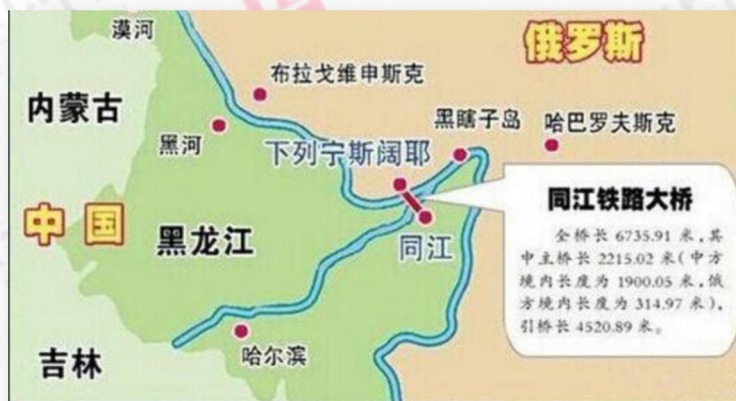 漠河
俄罗斯
布拉戈维申斯克
内蒙古
黑河
黑瞎子岛
哈巴罗夫斯克
下列宁斯阔耶
中国
黑龙江
同江
同江铁路大桥
全桥长 6735.91 米，其
中主桥长 2215.02 米（中方
境内长度为 1900.05 米，俄
方境内长度为 314.97 米），
引桥长 4520.89 米。
哈尔滨
吉林